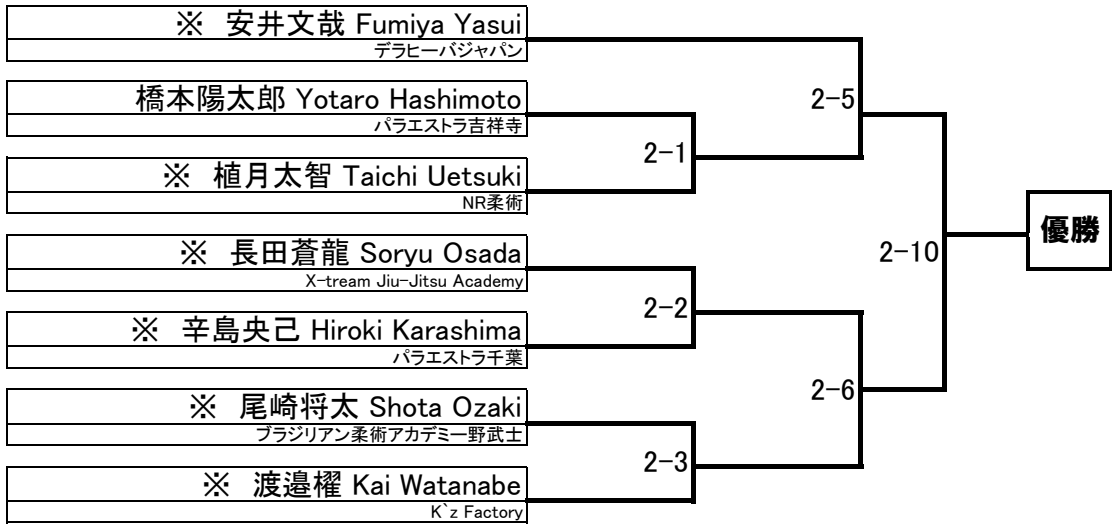 ※ 安井文哉 Fumiya Yasui
デラヒーバジャパン
橋本陽太郎 Yotaro Hashimoto
パラエストラ吉祥寺
※ 植月太智 Taichi Uetsuki
NR柔術
※ 長田蒼龍 Soryu Osada
X-tream Jiu-Jitsu Academy
※ 辛島央己 Hiroki Karashima
パラエストラ千葉
※ 尾崎将太 Shota Ozaki
ブラジリアン柔術アカデミー野武士
※ 渡邉櫂 Kai Watanabe
K`z Factory
2-1
2-2
2-3
2-5
2-6
2-10
優勝